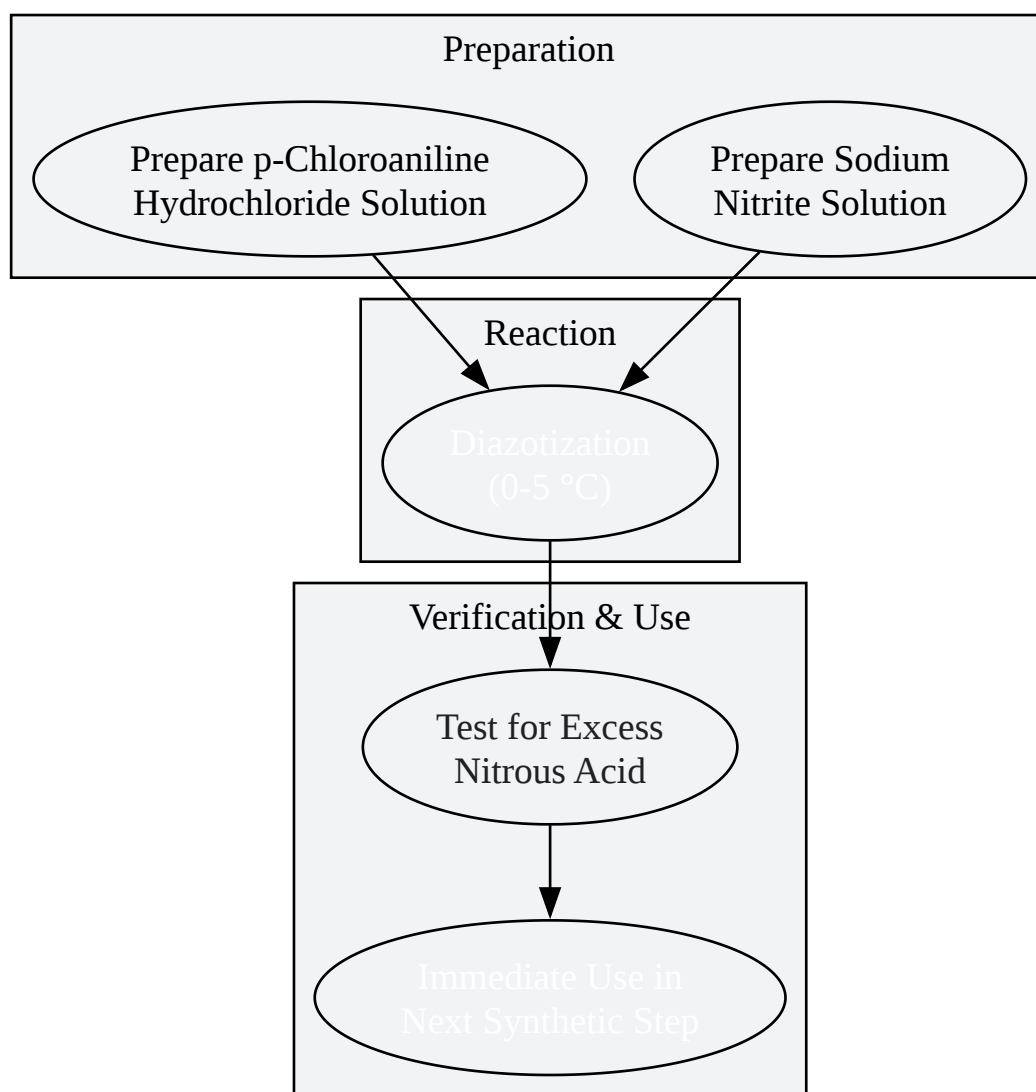 Preparation
Prepare p-Chloroaniline
Hydrochloride Solution
Prepare Sodium
Nitrite Solution
Reaction
Diazotization
(0-5 °C)
Verification & Use
Test for Excess
Nitrous Acid
Immediate Use in
Next Synthetic Step